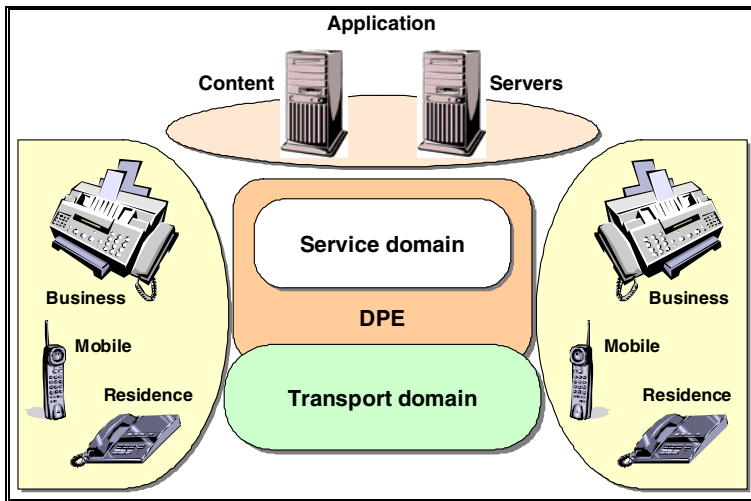 Application
Content
Servers
Service domain
DPE
Transport domain
Business
Mobile
Residence
Business
Mobile
Residence